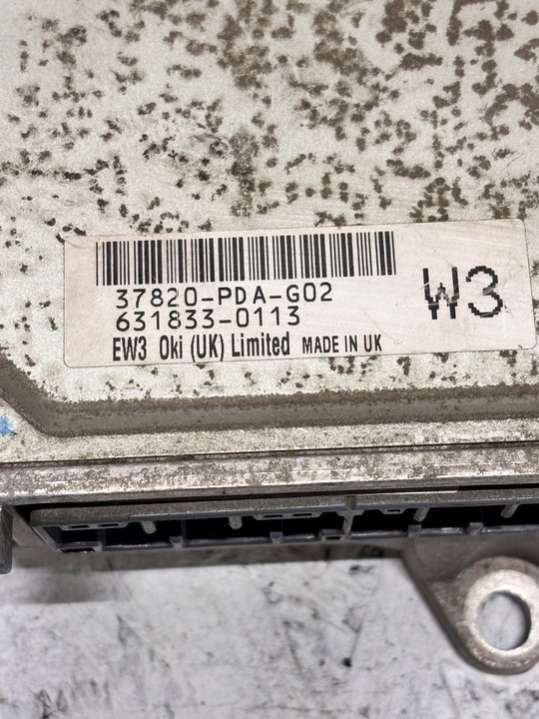 37820-PDA-G02
631833-0113
W3
EW3 Oki (UK) Limited MADE IN UK